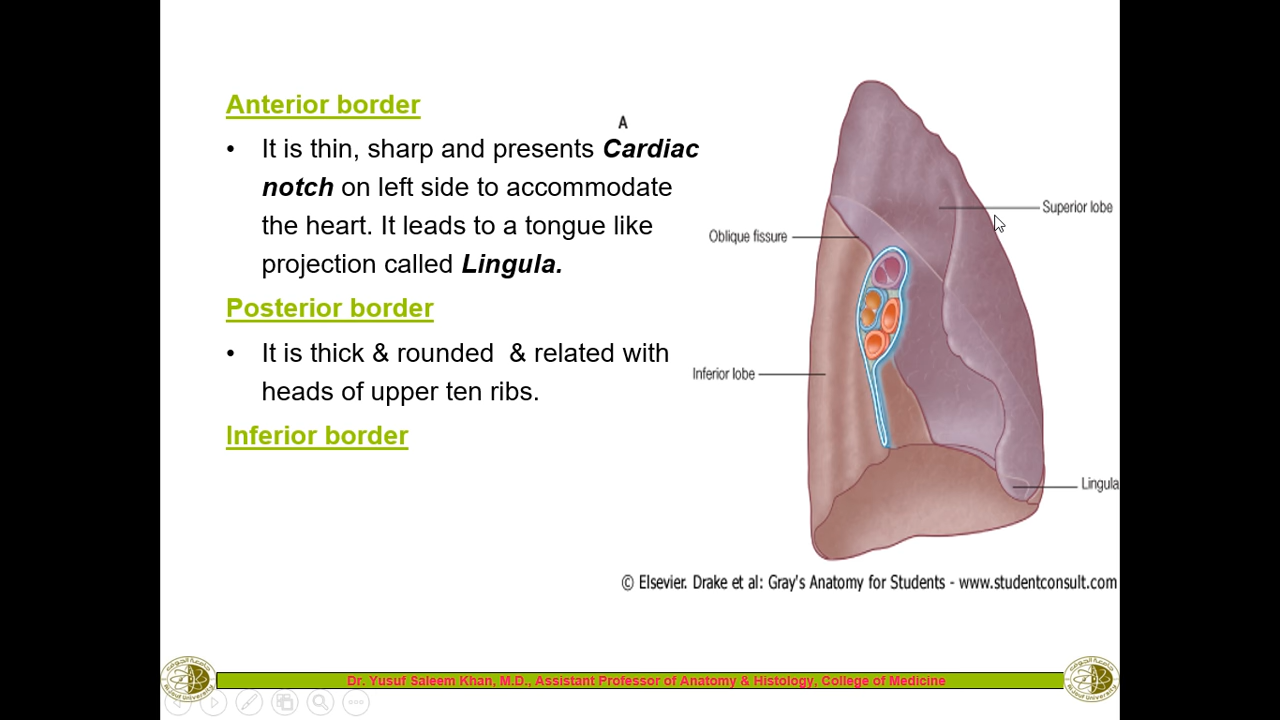 Anterior border
A
• It is thin, sharp and presents Cardiac
notch on left side to accommodate
the heart. It leads to a tongue like
projection called Lingula.
Posterior border
• It is thick & rounded  & related with
heads of upper ten ribs.
Inferior border
Superior lobe
Oblique fissure
Inferior lobe
Lingula
© Elsevier. Drake et al: Gray's Anatomy for Students - www.studentconsult.com
Dr. Yusuf Saleem Khan, M.D., Assistant Professor of Anatomy & Histology, College of Medicine